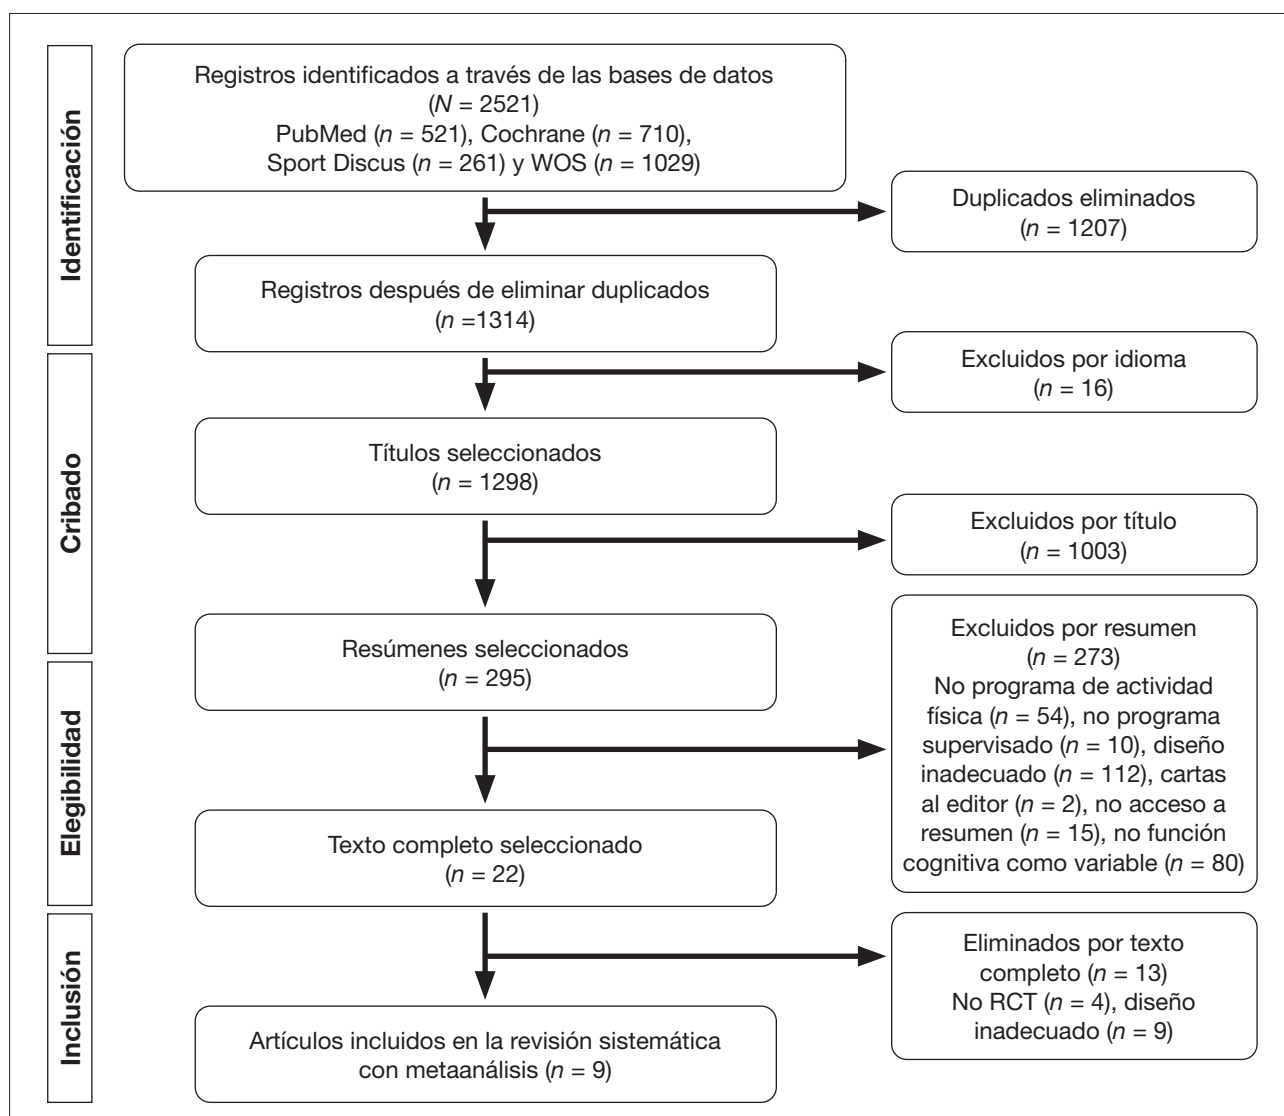 Identificación
Registros identificados a través de las bases de datos
(N = 2521)
PubMed (n = 521), Cochrane (n = 710),
Sport Discus (n = 261) y WOS (n = 1029)
Duplicados eliminados
(n = 1207)
Registros después de eliminar duplicados
(n =1314)
Cribado
Excluidos por idioma
(n = 16)
Títulos seleccionados
(n = 1298)
Excluidos por título
(n = 1003)
Resúmenes seleccionados
(n = 295)
Elegibilidad
Excluidos por resumen
(n = 273)
No programa de actividad
física (n = 54), no programa
supervisado (n = 10), diseño
inadecuado (n = 112), cartas
al editor (n = 2), no acceso a
resumen (n = 15), no función
cognitiva como variable (n = 80)
Texto completo seleccionado
(n = 22)
Inclusión
Eliminados por texto
completo (n = 13)
No RCT (n = 4), diseño
inadecuado (n = 9)
Artículos incluidos en la revisión sistemática
con metaanálisis (n = 9)